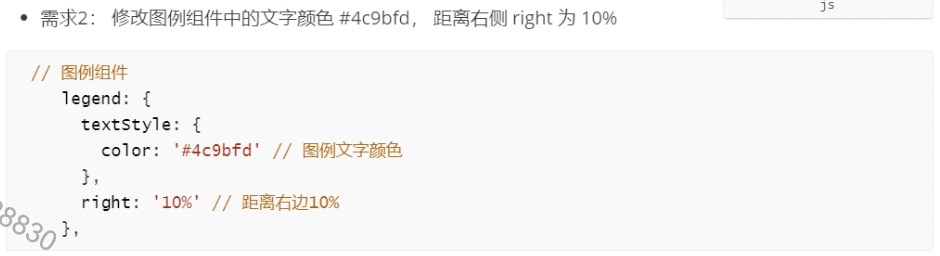 js
需求2： 修改图例组件中的文字颜色 #4c9bfd， 距离右侧 right 为 10%
// 图例组件
legend: {
textStyle: {
color: '#4c9bfd' // 图例文字颜色
},
right: '10%' // 距离右边10%
},
8830